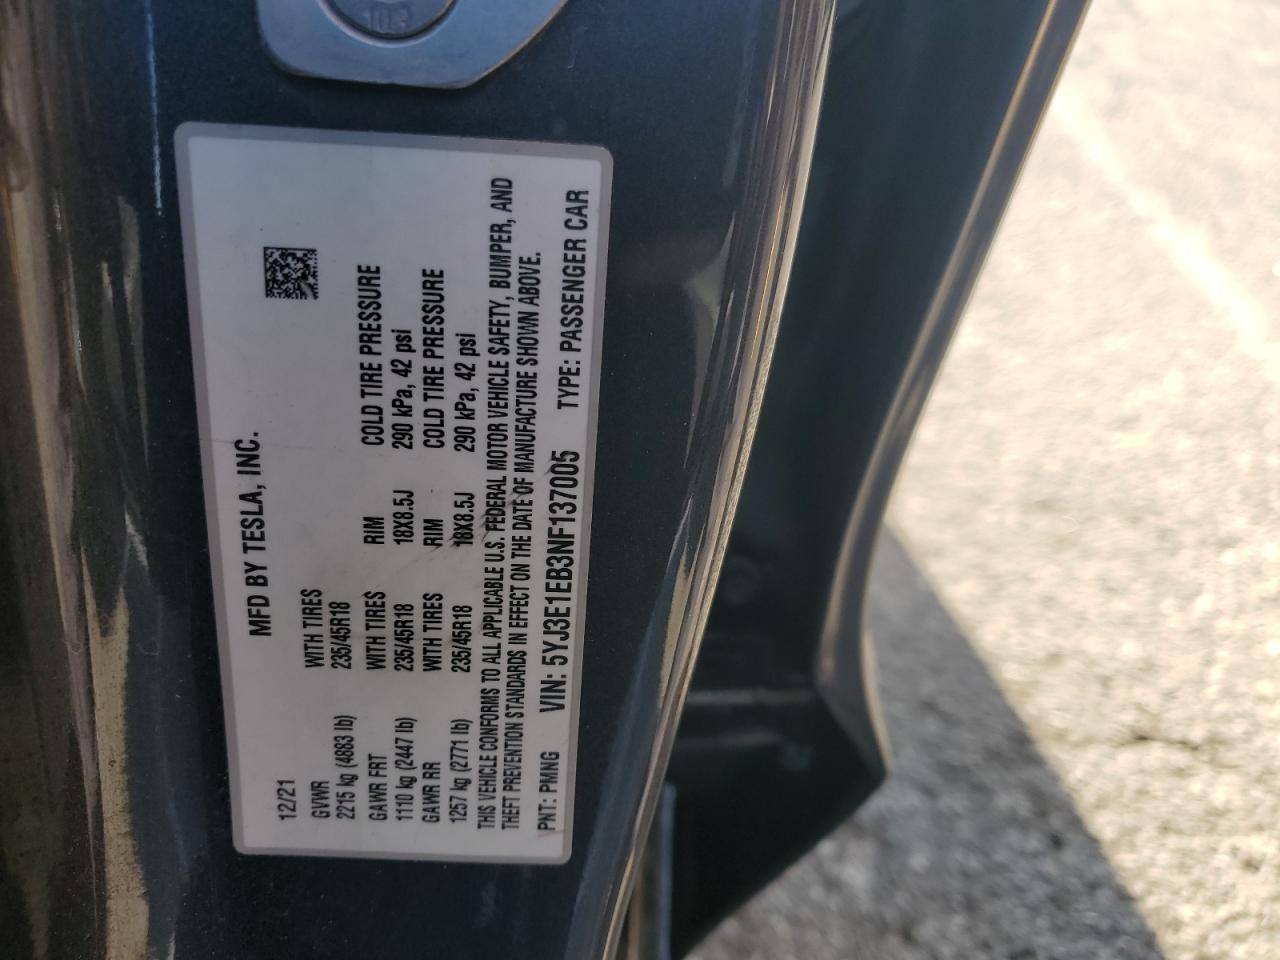 103
MFD BY TESLA, INC.
12/21
GVWR WITH TIRES
2215 kg (4883 lb) 235/45R18
GAWR FRT WITH TIRES RIM COLD TIRE PRESSURE
1110 kg (2447 lb) 235/45R18 18X8.5J 290 kPa, 42 psi
GAWR RR WITH TIRES RIM COLD TIRE PRESSURE
1257 kg (2771 lb) 235/45R18 18X8.5J 290 kPa, 42 psi
THIS VEHICLE CONFORMS TO ALL APPLICABLE U.S. FEDERAL MOTOR VEHICLE SAFETY, BUMPER, AND
THEFT PREVENTION STANDARDS IN EFFECT ON THE DATE OF MANUFACTURE SHOWN ABOVE.
PNT: PMNG VIN: 5YJ3E1EB3NF137005 TYPE: PASSENGER CAR